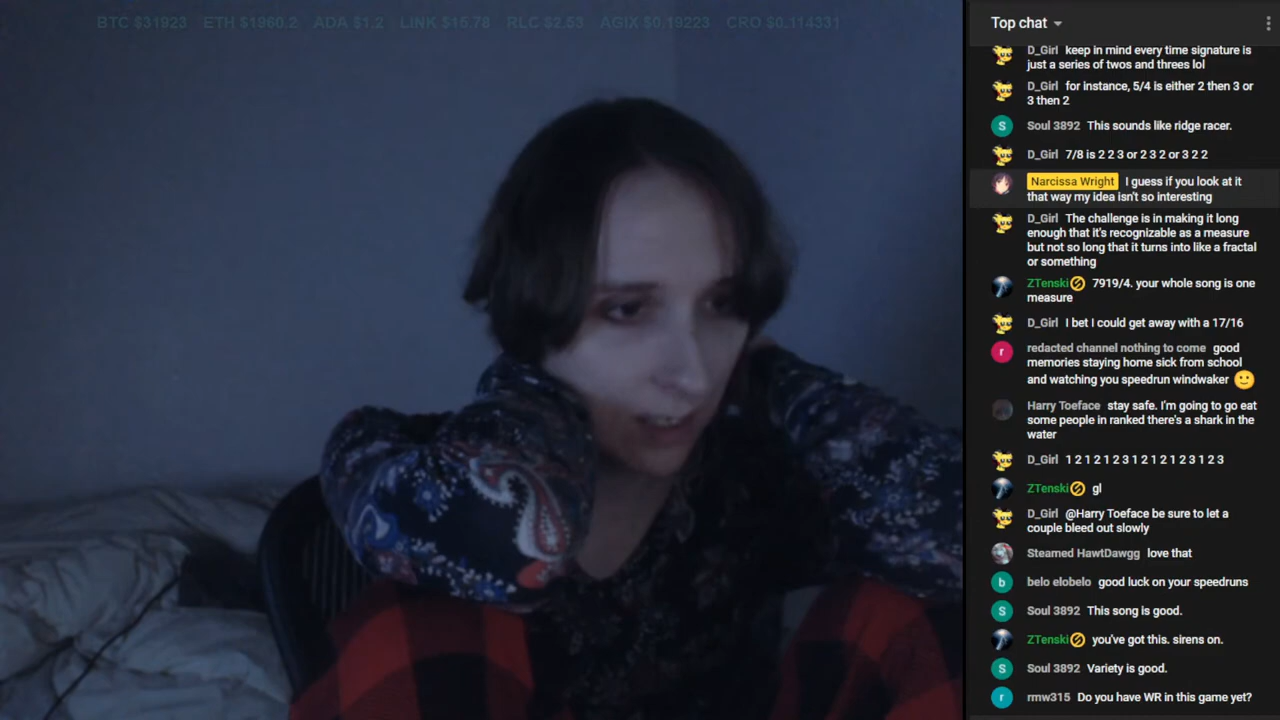 BTC $31923 ETH $1960.2 ADA $1.2 LINK $15.78 RLC $2.53 AGIX $0.19223 CRO $0.114331
Top chat
D_Girl keep in mind every time signature is
just a series of twos and threes lol
D_Girl for instance, 5/4 is either 2 then 3 or
3 then 2
S Soul 3892 This sounds like ridge racer.
D_Girl 7/8 is 2 2 3 or 2 3 2 or 3 2 2
Narcissa Wright I guess if you look at it
that way my idea isn't so interesting
D_Girl The challenge is in making it long
enough that it's recognizable as a measure
but not so long that it turns into like a fractal
or something
ZTenski 7919/4. your whole song is one
measure
D_Girl I bet I could get away with a 17/16
r redacted channel nothing to come good
memories staying home sick from school
and watching you speedrun windwaker
Harry Toeface stay safe. I'm going to go eat
some people in ranked there's a shark in the
water
D_Girl 1 2 1 2 1 2 3 1 2 1 2 1 2 3 1 2 3
ZTenski gl
D_Girl @Harry Toeface be sure to let a
couple bleed out slowly
Steamed HawtDawgg love that
b belo elobelo good luck on your speedruns
S Soul 3892 This song is good.
ZTenski you've got this. sirens on.
S Soul 3892 Variety is good.
r rmw315 Do you have WR in this game yet?